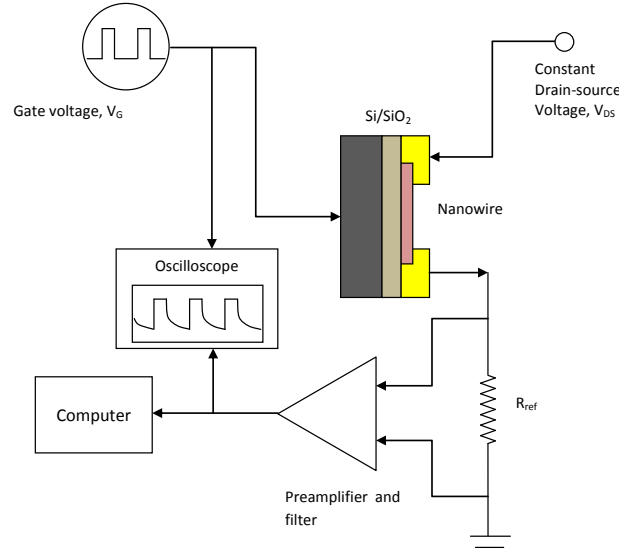 Gate voltage, VG
Constant
Drain-source
Voltage, VDS
Si/SiO2
Nanowire
Oscilloscope
Computer
Rref
Preamplifier and
filter